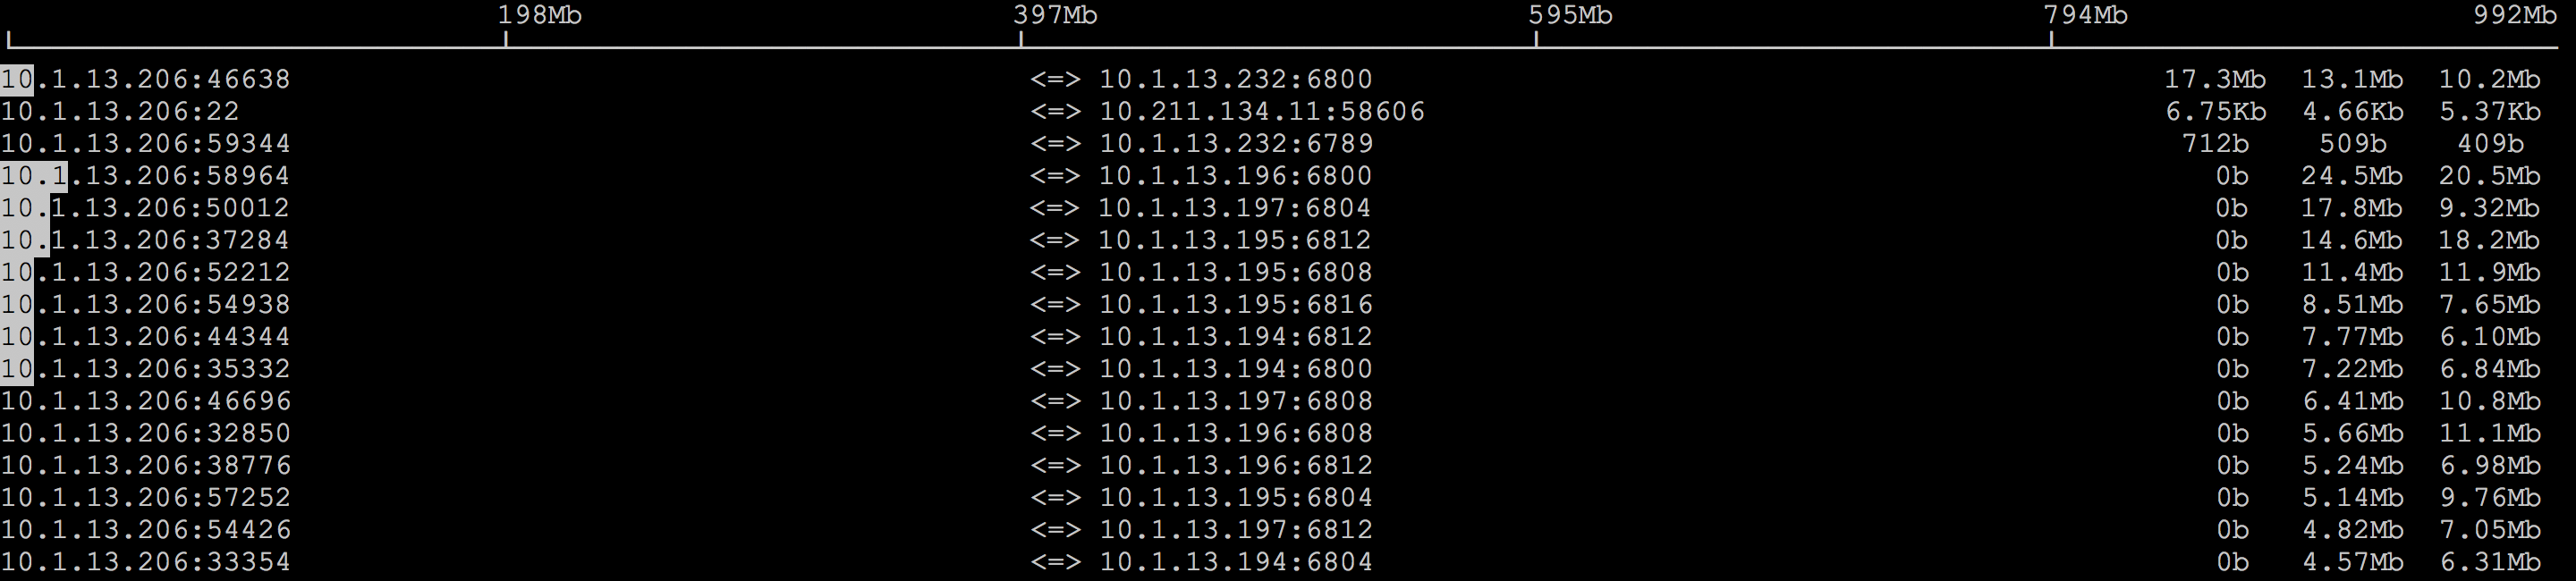 198Mb 397Mb 595Mb 794Mb 992Mb
10.1.13.206:46638 <=> 10.1.13.232:6800 17.3Mb 13.1Mb 10.2Mb
10.1.13.206:22 <=> 10.211.134.11:58606 6.75Kb 4.66Kb 5.37Kb
10.1.13.206:59344 <=> 10.1.13.232:6789 712b 509b 409b
10.1.13.206:58964 <=> 10.1.13.196:6800 0b 24.5Mb 20.5Mb
10.1.13.206:50012 <=> 10.1.13.197:6804 0b 17.8Mb 9.32Mb
10.1.13.206:37284 <=> 10.1.13.195:6812 0b 14.6Mb 18.2Mb
10.1.13.206:52212 <=> 10.1.13.195:6808 0b 11.4Mb 11.9Mb
10.1.13.206:54938 <=> 10.1.13.195:6816 0b 8.51Mb 7.65Mb
10.1.13.206:44344 <=> 10.1.13.194:6812 0b 7.77Mb 6.10Mb
10.1.13.206:35332 <=> 10.1.13.194:6800 0b 7.22Mb 6.84Mb
10.1.13.206:46696 <=> 10.1.13.197:6808 0b 6.41Mb 10.8Mb
10.1.13.206:32850 <=> 10.1.13.196:6808 0b 5.66Mb 11.1Mb
10.1.13.206:38776 <=> 10.1.13.196:6812 0b 5.24Mb 6.98Mb
10.1.13.206:57252 <=> 10.1.13.195:6804 0b 5.14Mb 9.76Mb
10.1.13.206:54426 <=> 10.1.13.197:6812 0b 4.82Mb 7.05Mb
10.1.13.206:33354 <=> 10.1.13.194:6804 0b 4.57Mb 6.31Mb